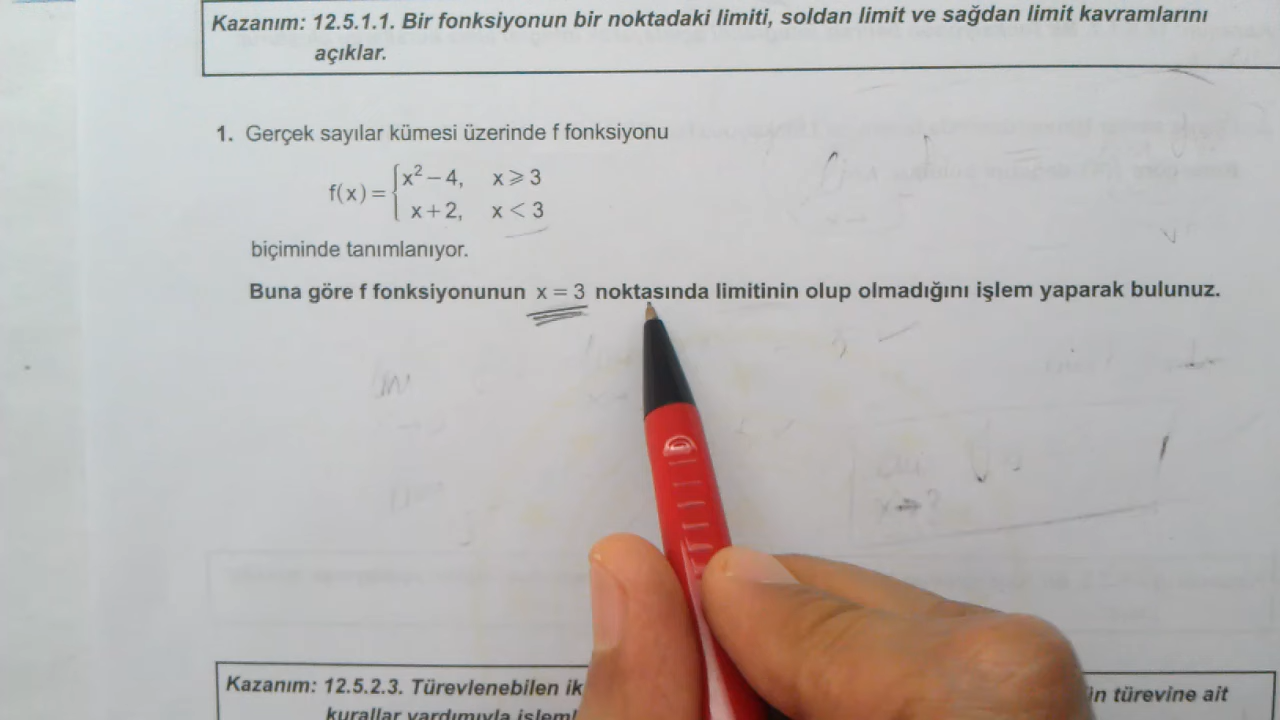 Kazanım: 12.5.1.1. Bir fonksiyonun bir noktadaki limiti, soldan limit ve sağdan limit kavramlarını
açıklar.
1. Gerçek sayılar kümesi üzerinde f fonksiyonu
f(x) = { x² – 4, x ⩾ 3
x + 2, x < 3
biçiminde tanımlanıyor.
Buna göre f fonksiyonunun x = 3 noktasında limitinin olup olmadığını işlem yaparak bulunuz.
Kazanım: 12.5.2.3. Türevlenebilen ik türevine ait
kurallar yardımıyla